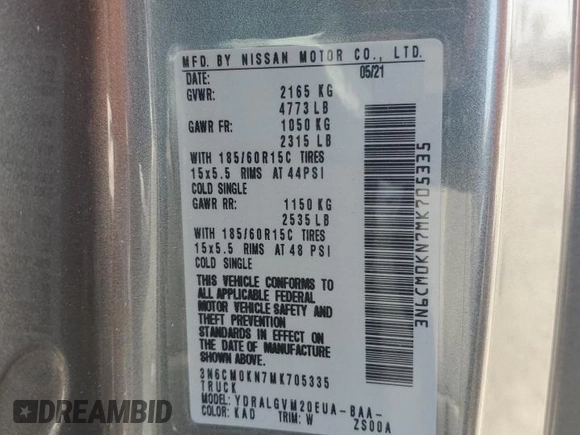 MFD. BY NISSAN MOTOR CO., LTD.
DATE: 05/21
GVWR: 2165 KG
4773 LB
GAWR FR: 1050 KG
2315 LB
WITH 185/60R15C TIRES
15x5.5 RIMS AT 44PSI
COLD SINGLE
GAWR RR: 1150 KG
2535 LB
WITH 185/60R15C TIRES
15x5.5 RIMS AT 48 PSI
COLD SINGLE
THIS VEHICLE CONFORMS TO
ALL APPLICABLE FEDERAL
MOTOR VEHICLE SAFETY AND
THEFT PREVENTION
STANDARDS IN EFFECT ON
THE DATE OF MANUFACTURE
SHOWN ABOVE.
3N6CM0KN7MK705335
TRUCK
MODEL: YDRALGVM20EUA-BAA-
COLOR: KAD TRIM: W ZS00A
3N6CM0KN7MK705335
AUTOHELPERBOT.COM